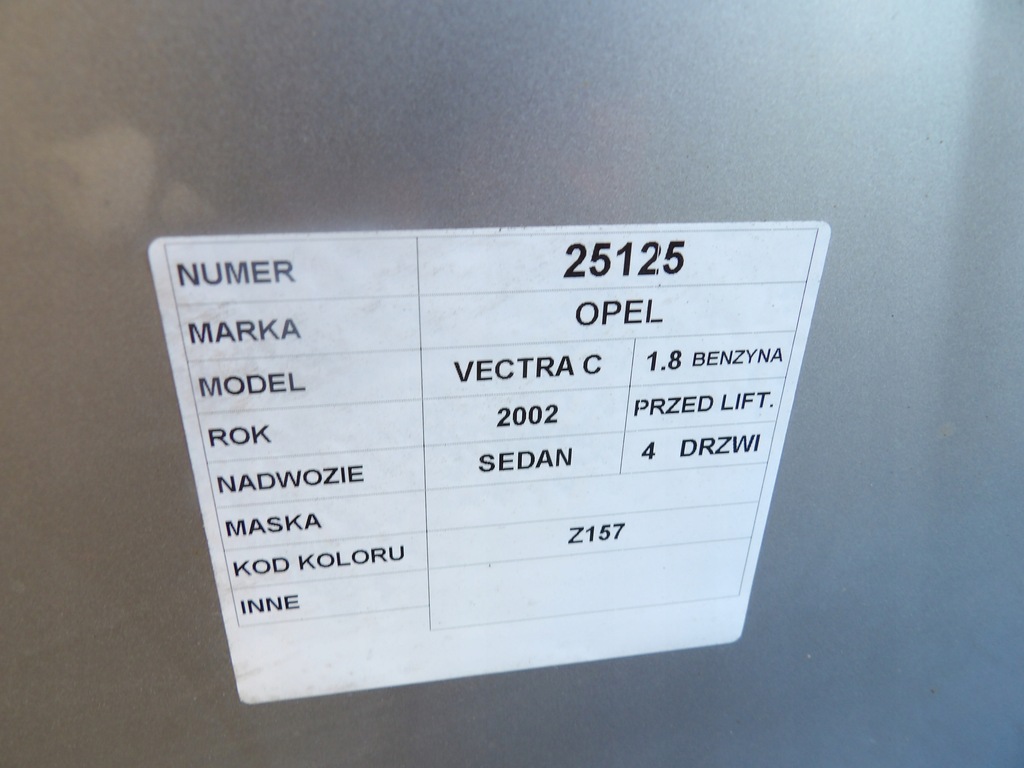 NUMER 25125
MARKA OPEL
MODEL VECTRA C 1.8 BENZYNA
ROK 2002 PRZED LIFT.
NADWOZIE SEDAN 4 DRZWI
MASKA
KOD KOLORU Z157
INNE